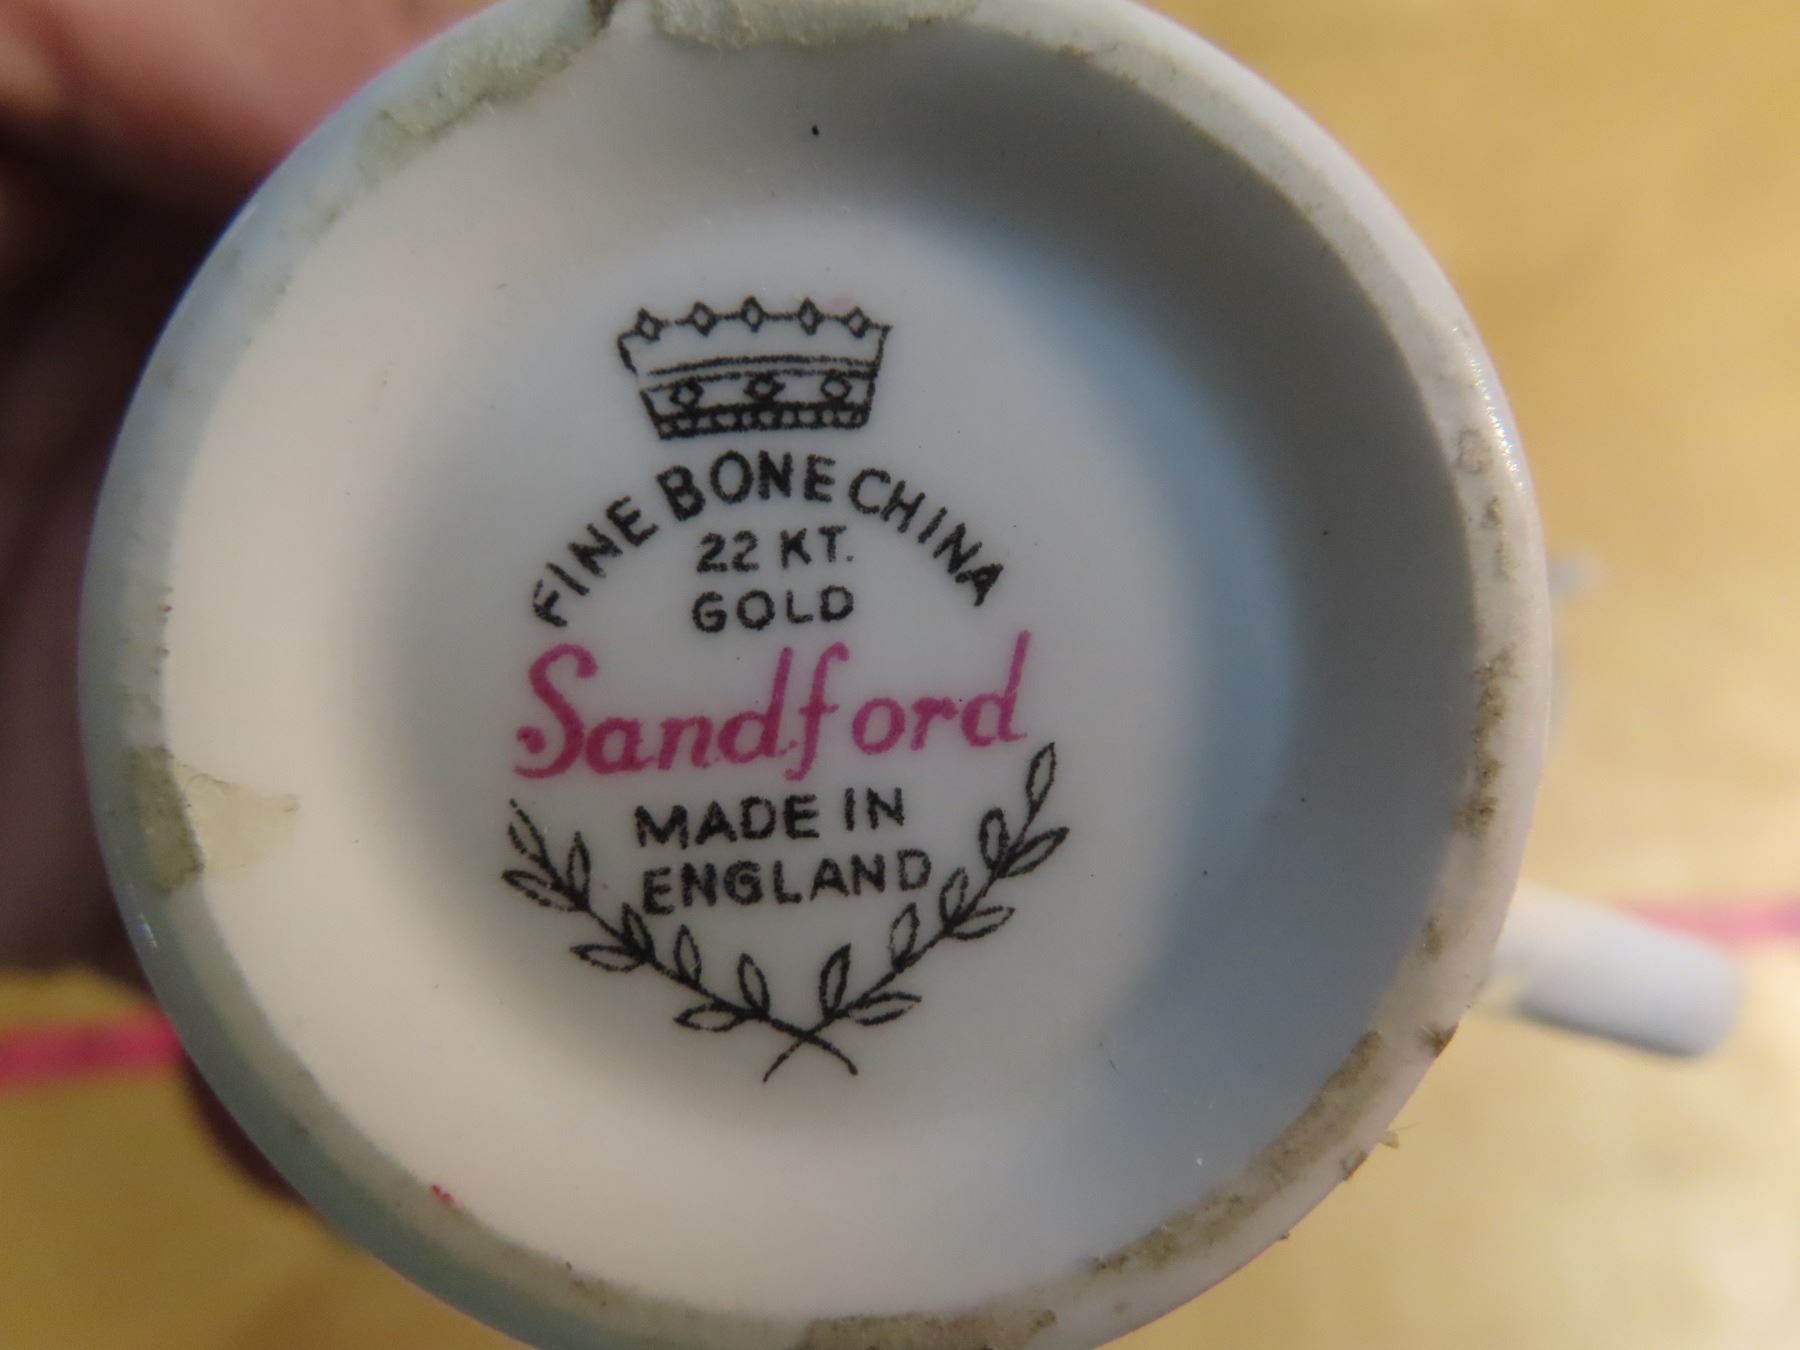 FINE BONE CHINA
22 KT.
GOLD
Sandford
MADE IN
ENGLAND